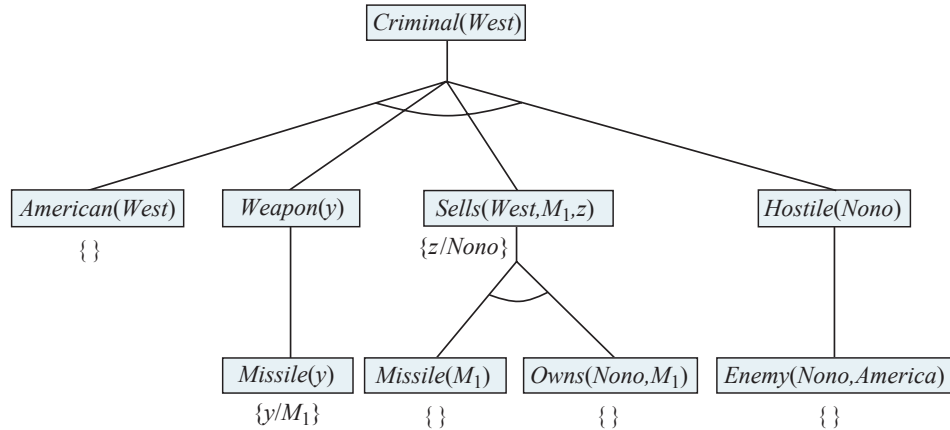 Criminal(West)
American(West) Weapon(y) Sells(West,M₁,z) Hostile(Nono)
{ } {z/Nono}
Missile(y) Missile(M₁) Owns(Nono,M₁) Enemy(Nono,America)
{y/M₁} { } { } { }